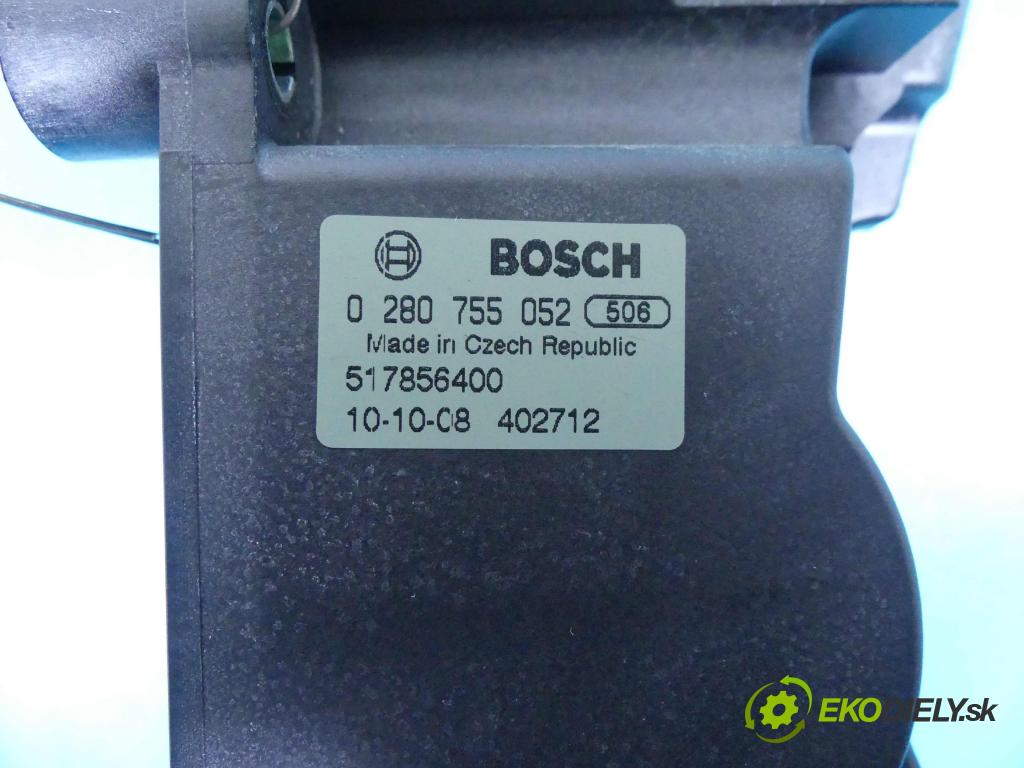 BOSCH
0 280 755 052 506
Made in Czech Republic
517856400
10-10-08 402712
EKODIELY.sk